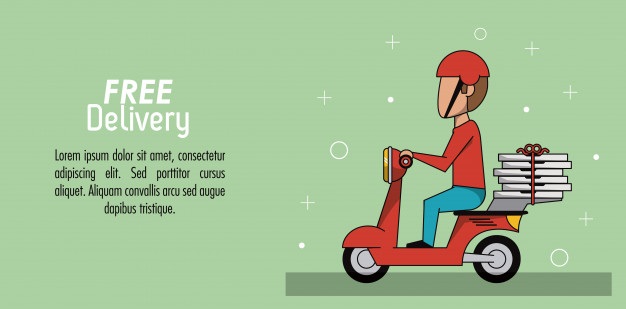 FREE
Delivery
Lorem ipsum dolor sit amet, consectetur
adipiscing elit. Sed porttitor cursus
aliquet. Aliquam convallis arcu sed augue
dapibus tristique.